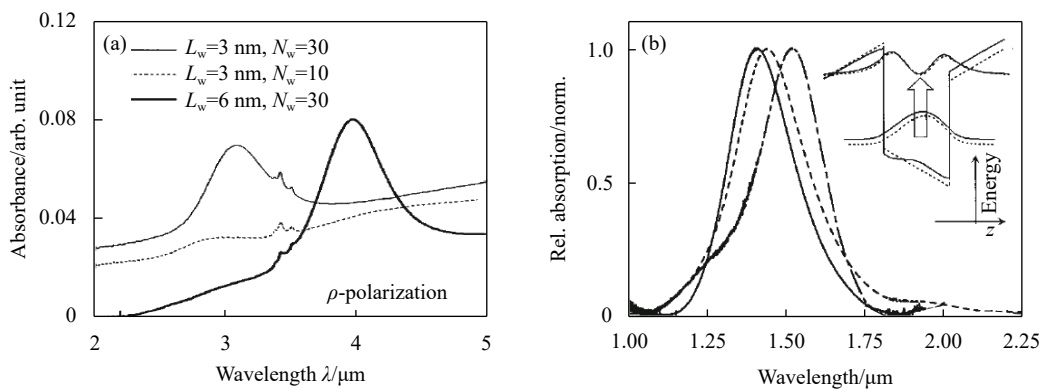 (a)
L_w=3 nm, N_w=30
L_w=3 nm, N_w=10
L_w=6 nm, N_w=30
ρ-polarization
Absorbance/arb. unit
0.12
0.08
0.04
0
2
3
4
5
Wavelength λ/μm
(b)
Energy
z
Rel. absorption/norm.
1.0
0.5
0
1.00
1.25
1.50
1.75
2.00
2.25
Wavelength/μm